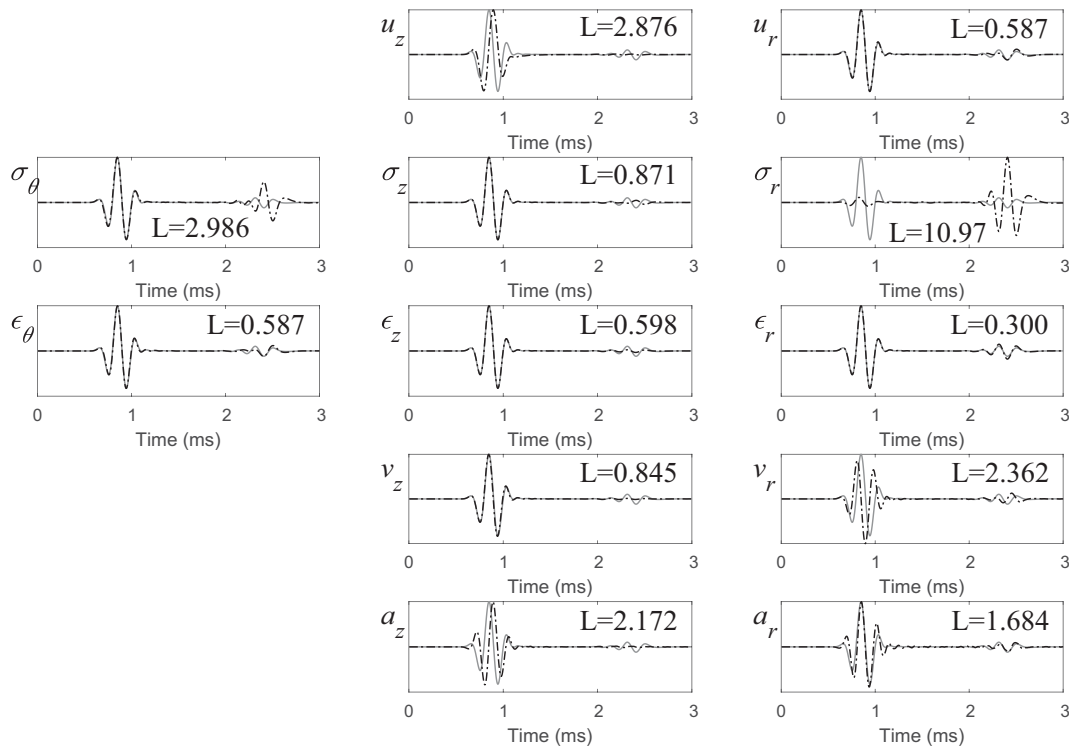 u_z L=2.876
0 1 2 3
Time (ms)
u_r L=0.587
0 1 2 3
Time (ms)
σ_θ L=2.986
0 1 2 3
Time (ms)
σ_z L=0.871
0 1 2 3
Time (ms)
σ_r L=10.97
0 1 2 3
Time (ms)
ϵ_θ L=0.587
0 1 2 3
Time (ms)
ϵ_z L=0.598
0 1 2 3
Time (ms)
ϵ_r L=0.300
0 1 2 3
Time (ms)
v_z L=0.845
0 1 2 3
Time (ms)
v_r L=2.362
0 1 2 3
Time (ms)
a_z L=2.172
0 1 2 3
Time (ms)
a_r L=1.684
0 1 2 3
Time (ms)